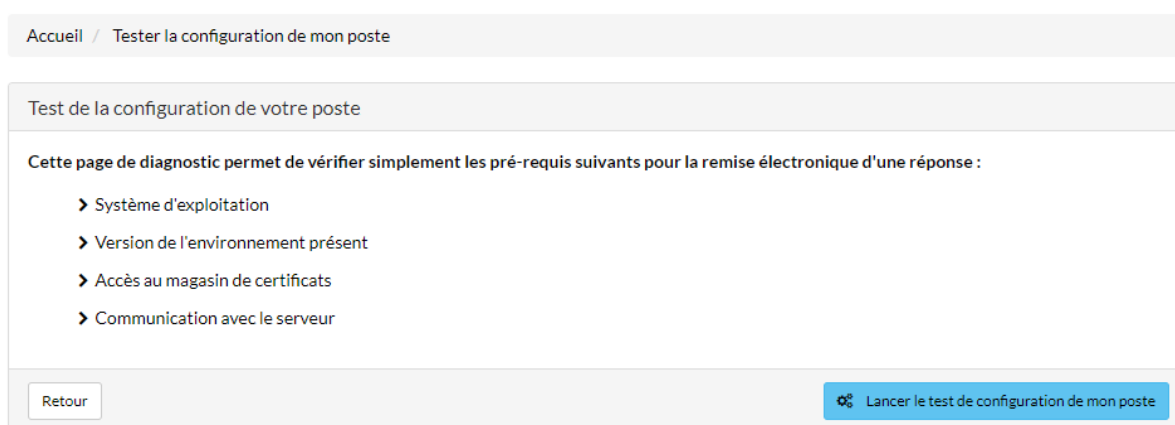 Accueil / Tester la configuration de mon poste
Test de la configuration de votre poste
Cette page de diagnostic permet de vérifier simplement les pré-requis suivants pour la remise électronique d'une réponse :
Système d'exploitation
Version de l'environnement présent
Accès au magasin de certificats
Communication avec le serveur
Retour
Lancer le test de configuration de mon poste